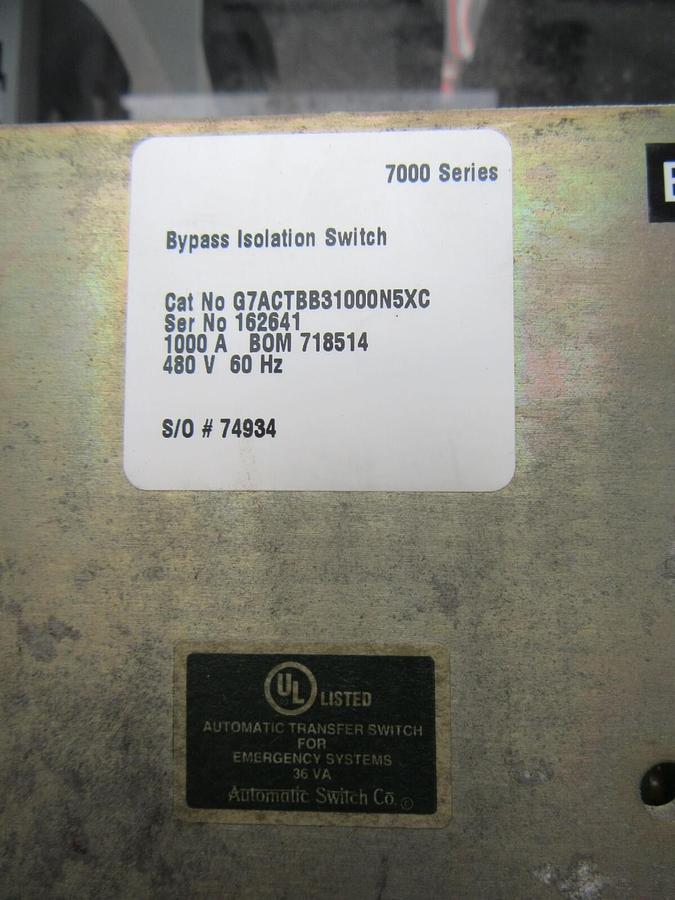 7000 Series
Bypass Isolation Switch
Cat No G7ACTBB31000N5XC
Ser No 162641
1000 A BOM 718514
480 V 60 Hz
S/O # 74934
UL LISTED
AUTOMATIC TRANSFER SWITCH
FOR
EMERGENCY SYSTEMS
36 VA
Automatic Switch Co.